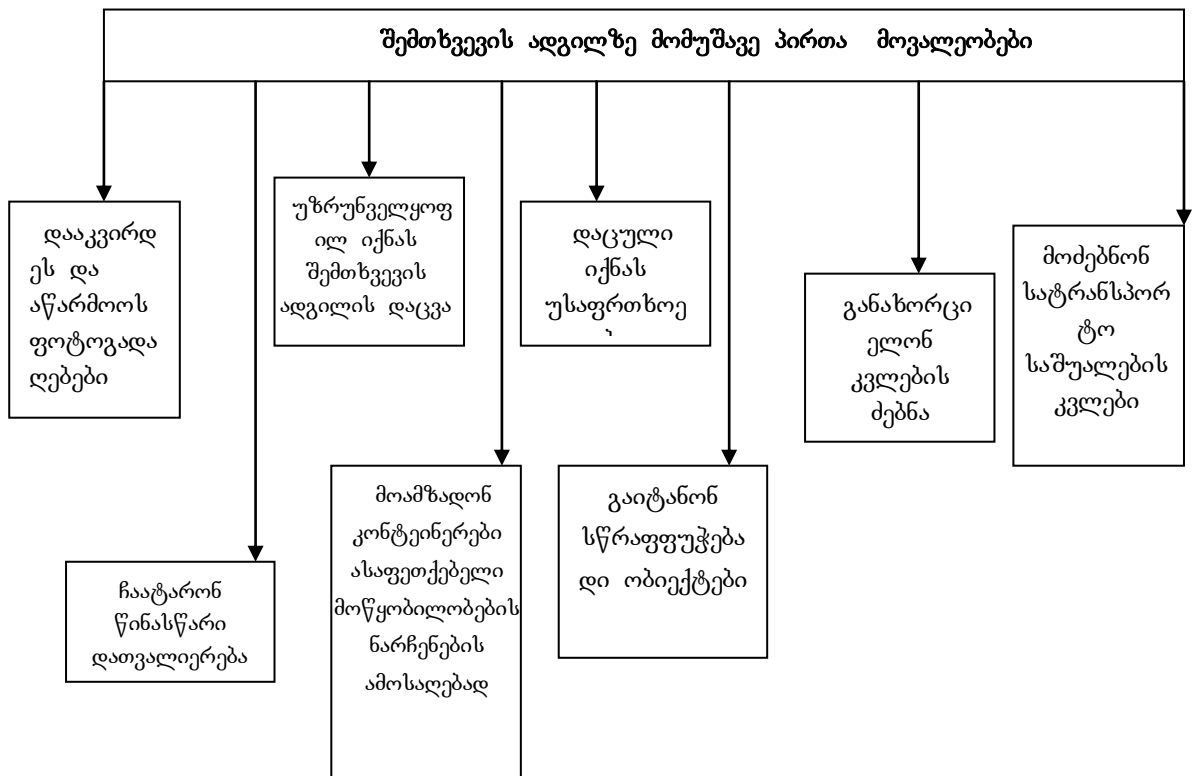 შემთხვევის ადგილზე მომუშავე პირთა მოვალეობები
დააკვირდ
ეს და
აწარმოოს
ფოტოგადა
ღებები
უზრუნველყოფ
ილ იქნას
შემთხვევის
ადგილის დაცვა
დაცული
იქნას
უსაფრთხოე
განახორცი
ელონ
კვლების
ძებნა
მოძებნონ
სატრანსპორ
ტო
საშუალების
კვლები
ჩაატარონ
წინასწარი
დათვალიერება
მოამზადონ
კონტეინერები
ასაფეთქებელი
მოწყობილობების
ნარჩენების
ამოსაღებად
გაიტანონ
სწრაფფუჭება
დი ობიექტები